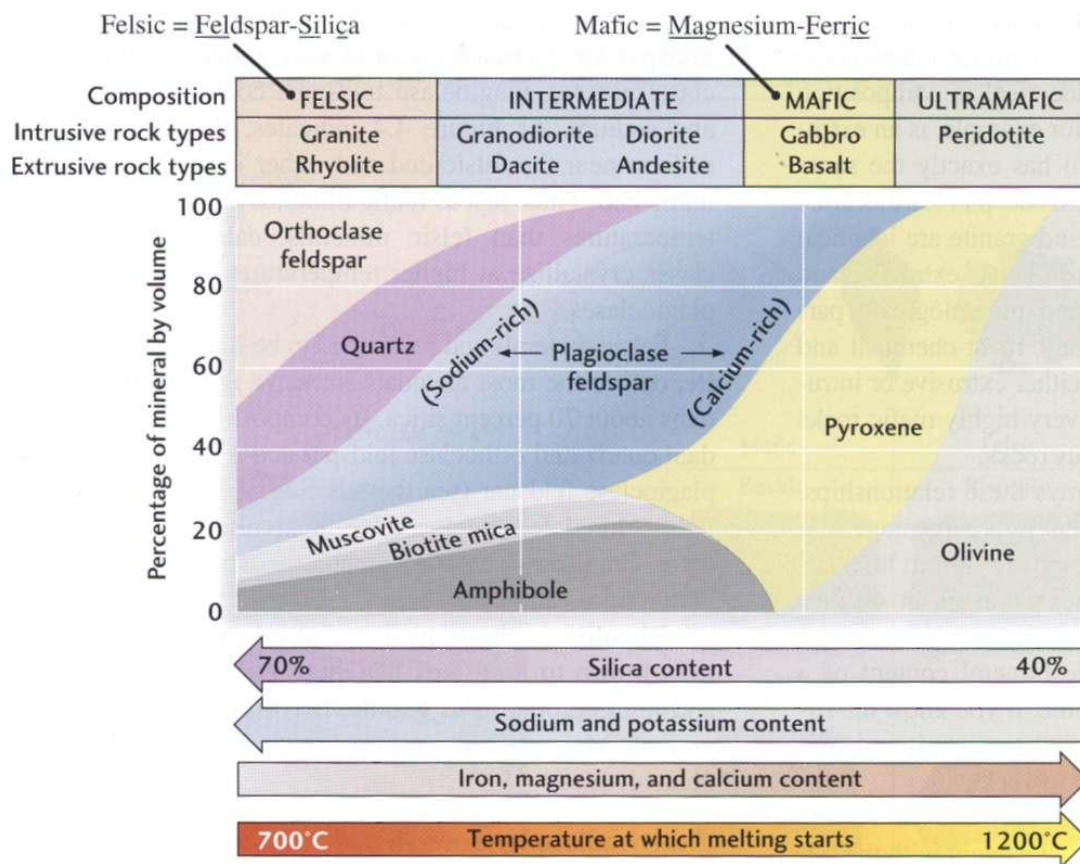 Felsic = Feldspar-Silica
Mafic = Magnesium-Ferric
Composition FELSIC INTERMEDIATE MAFIC ULTRAMAFIC
Intrusive rock types Granite Granodiorite Diorite Gabbro Peridotite
Extrusive rock types Rhyolite Dacite Andesite Basalt
Percentage of mineral by volume
100
80
60
40
20
0
Orthoclase
feldspar
Quartz
(Sodium-rich)
Plagioclase
feldspar
(Calcium-rich)
Pyroxene
Muscovite
Biotite mica
Olivine
Amphibole
70% Silica content 40%
Sodium and potassium content
Iron, magnesium, and calcium content
700°C Temperature at which melting starts 1200°C